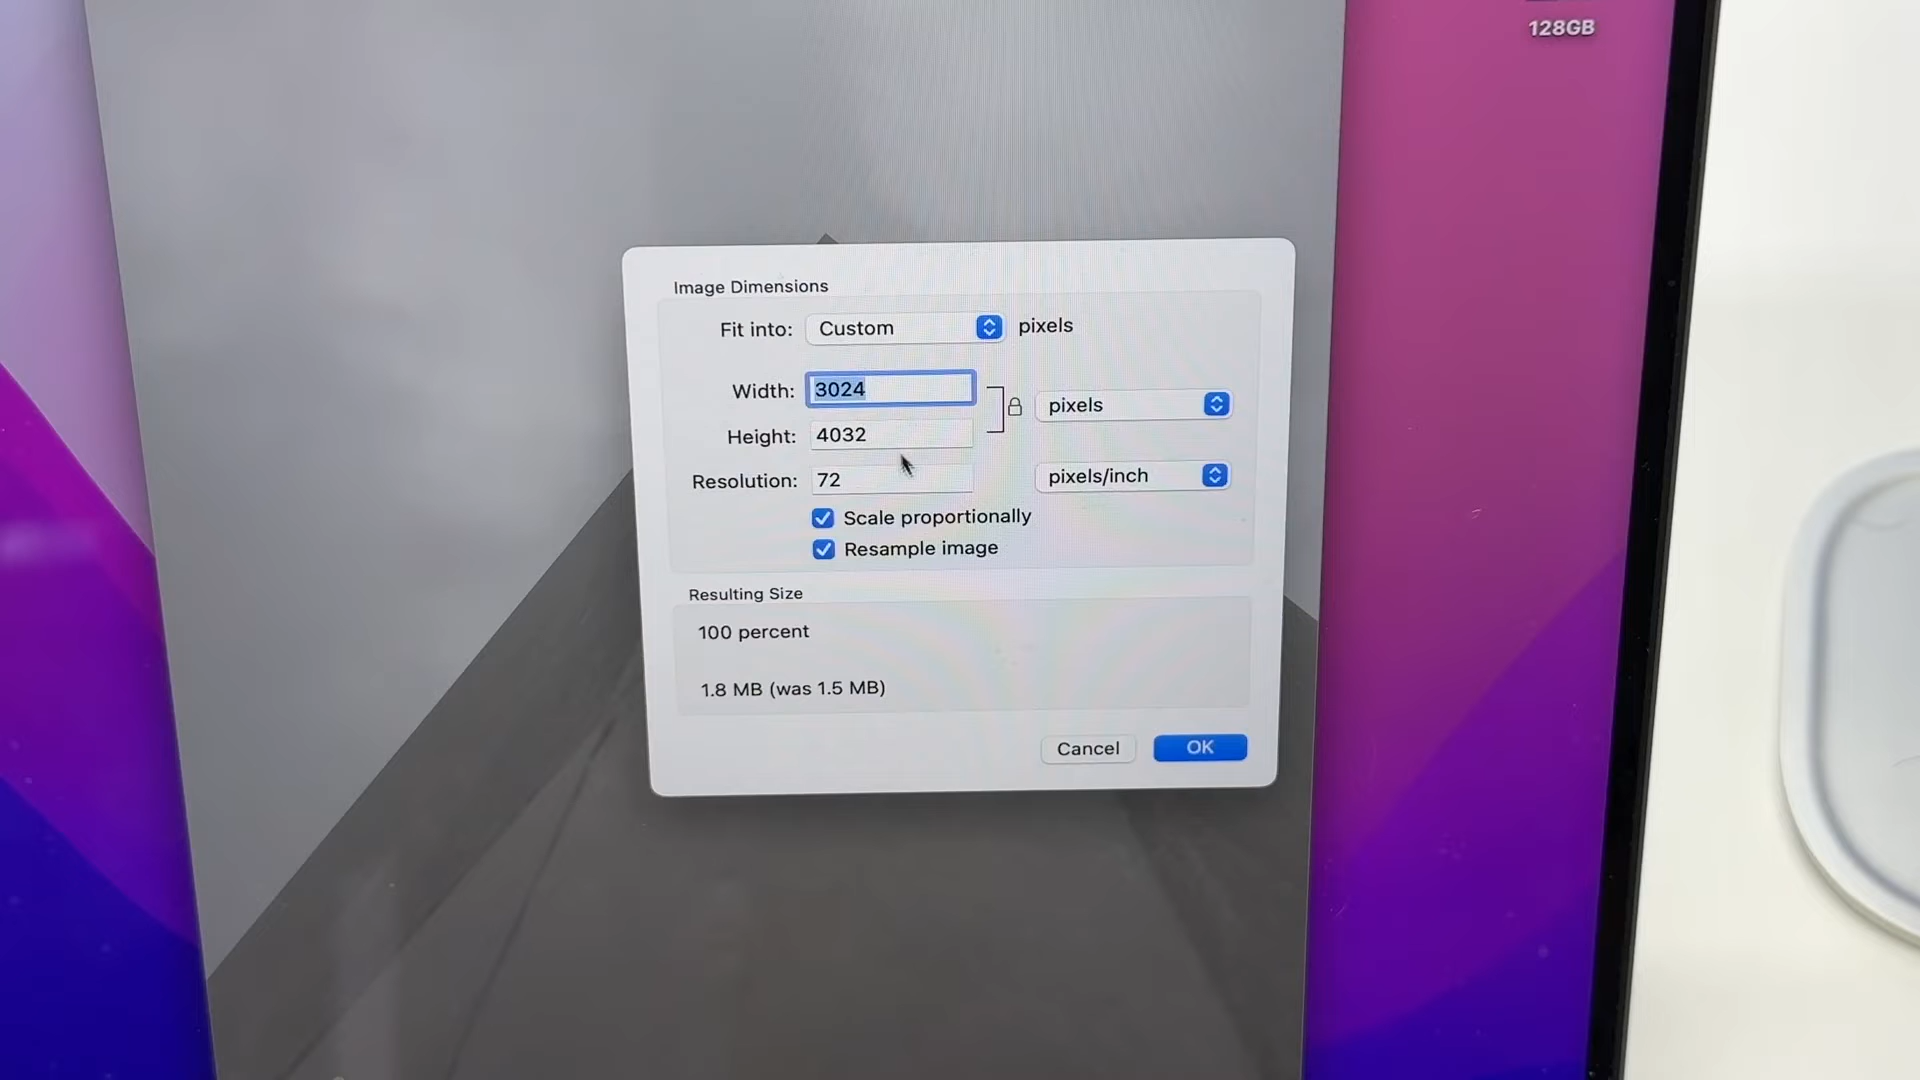 128GB
Image Dimensions
Fit into: Custom pixels
Width: 3024
pixels
Height: 4032
Resolution: 72 pixels/inch
Scale proportionally
Resample image
Resulting Size
100 percent
1.8 MB (was 1.5 MB)
Cancel OK